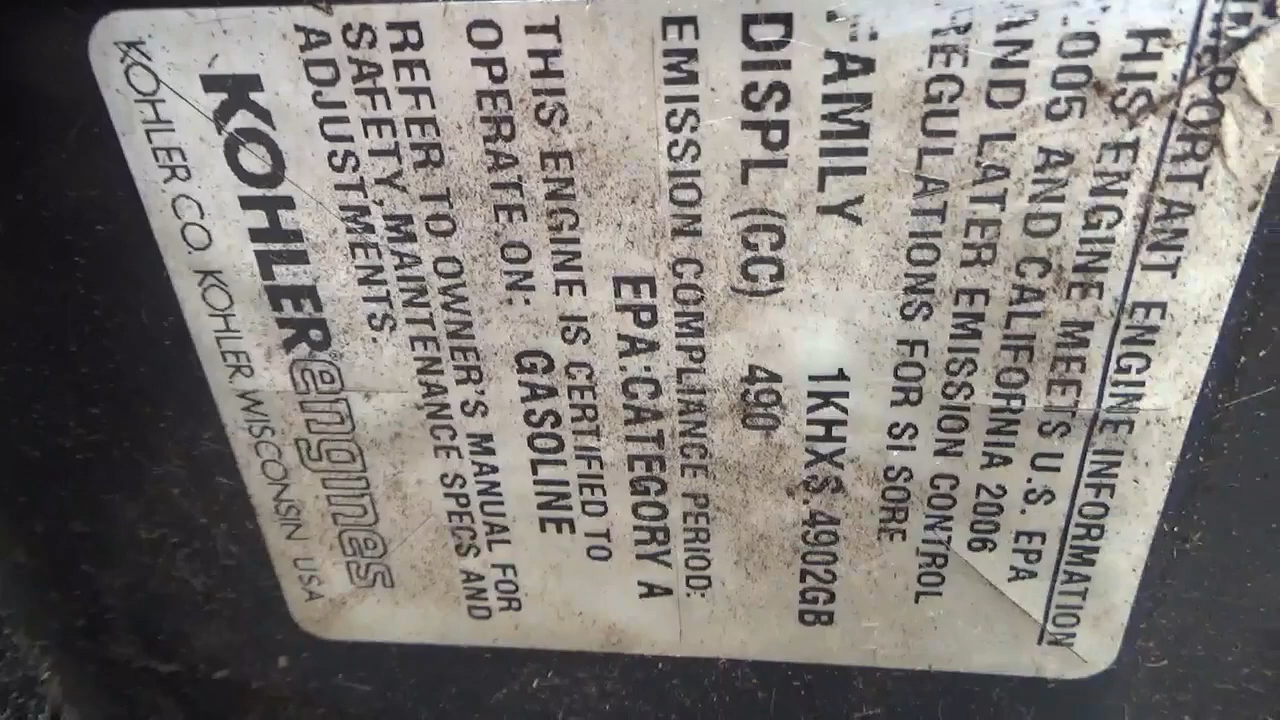 IMPORTANT ENGINE INFORMATION
HIS ENGINE MEETS U.S. EPA
.005 AND CALIFORNIA 2006
AND LATER EMISSION CONTROL
REGULATIONS FOR SI SORE
FAMILY 1KHXS.4902GB
DISPL (CC) 490
EMISSION COMPLIANCE PERIOD:
EPA:CATEGORY A
THIS ENGINE IS CERTIFIED TO
OPERATE ON: GASOLINE
REFER TO OWNER'S MANUAL FOR
SAFETY, MAINTENANCE SPECS AND
ADJUSTMENTS.
KOHLER engines
KOHLER CO. KOHLER, WISCONSIN USA